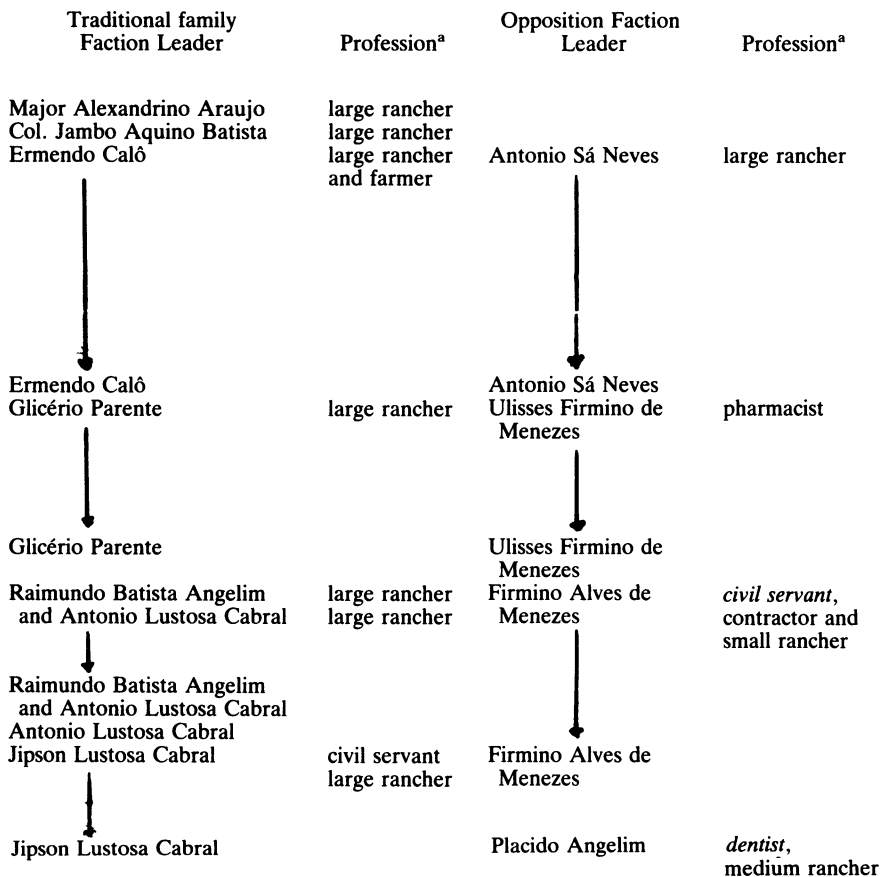 Traditional family Faction Leader Profession^a Opposition Faction Leader Profession^a
Major Alexandrino Araujo large rancher
Col. Jambo Aquino Batista large rancher
Ermendo Calô large rancher Antonio Sá Neves large rancher
and farmer
Ermendo Calô Antonio Sá Neves
Glicério Parente large rancher Ulisses Firmino de pharmacist
Menezes
Glicério Parente Ulisses Firmino de
Menezes
Raimundo Batista Angelim large rancher Firmino Alves de civil servant,
and Antonio Lustosa Cabral large rancher Menezes contractor and
small rancher
Raimundo Batista Angelim
and Antonio Lustosa Cabral
Antonio Lustosa Cabral
Jipson Lustosa Cabral civil servant Firmino Alves de
large rancher Menezes
Jipson Lustosa Cabral Placido Angelim dentist,
medium rancher